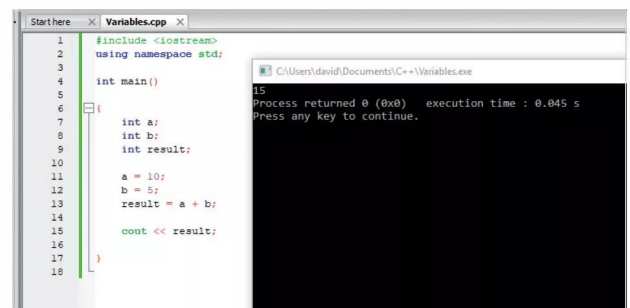 Start here X Variables.cpp X
1 #include <iostream>
2 using namespace std;
3
4 int main()
5
6 {
7 int a;
8 int b;
9 int result;
10
11 a = 10;
12 b = 5;
13 result = a + b;
14
15 cout << result;
16
17 }
18
C:\Users\david\Documents\C++\Variables.exe
15
Process returned 0 (0x0) execution time : 0.045 s
Press any key to continue.